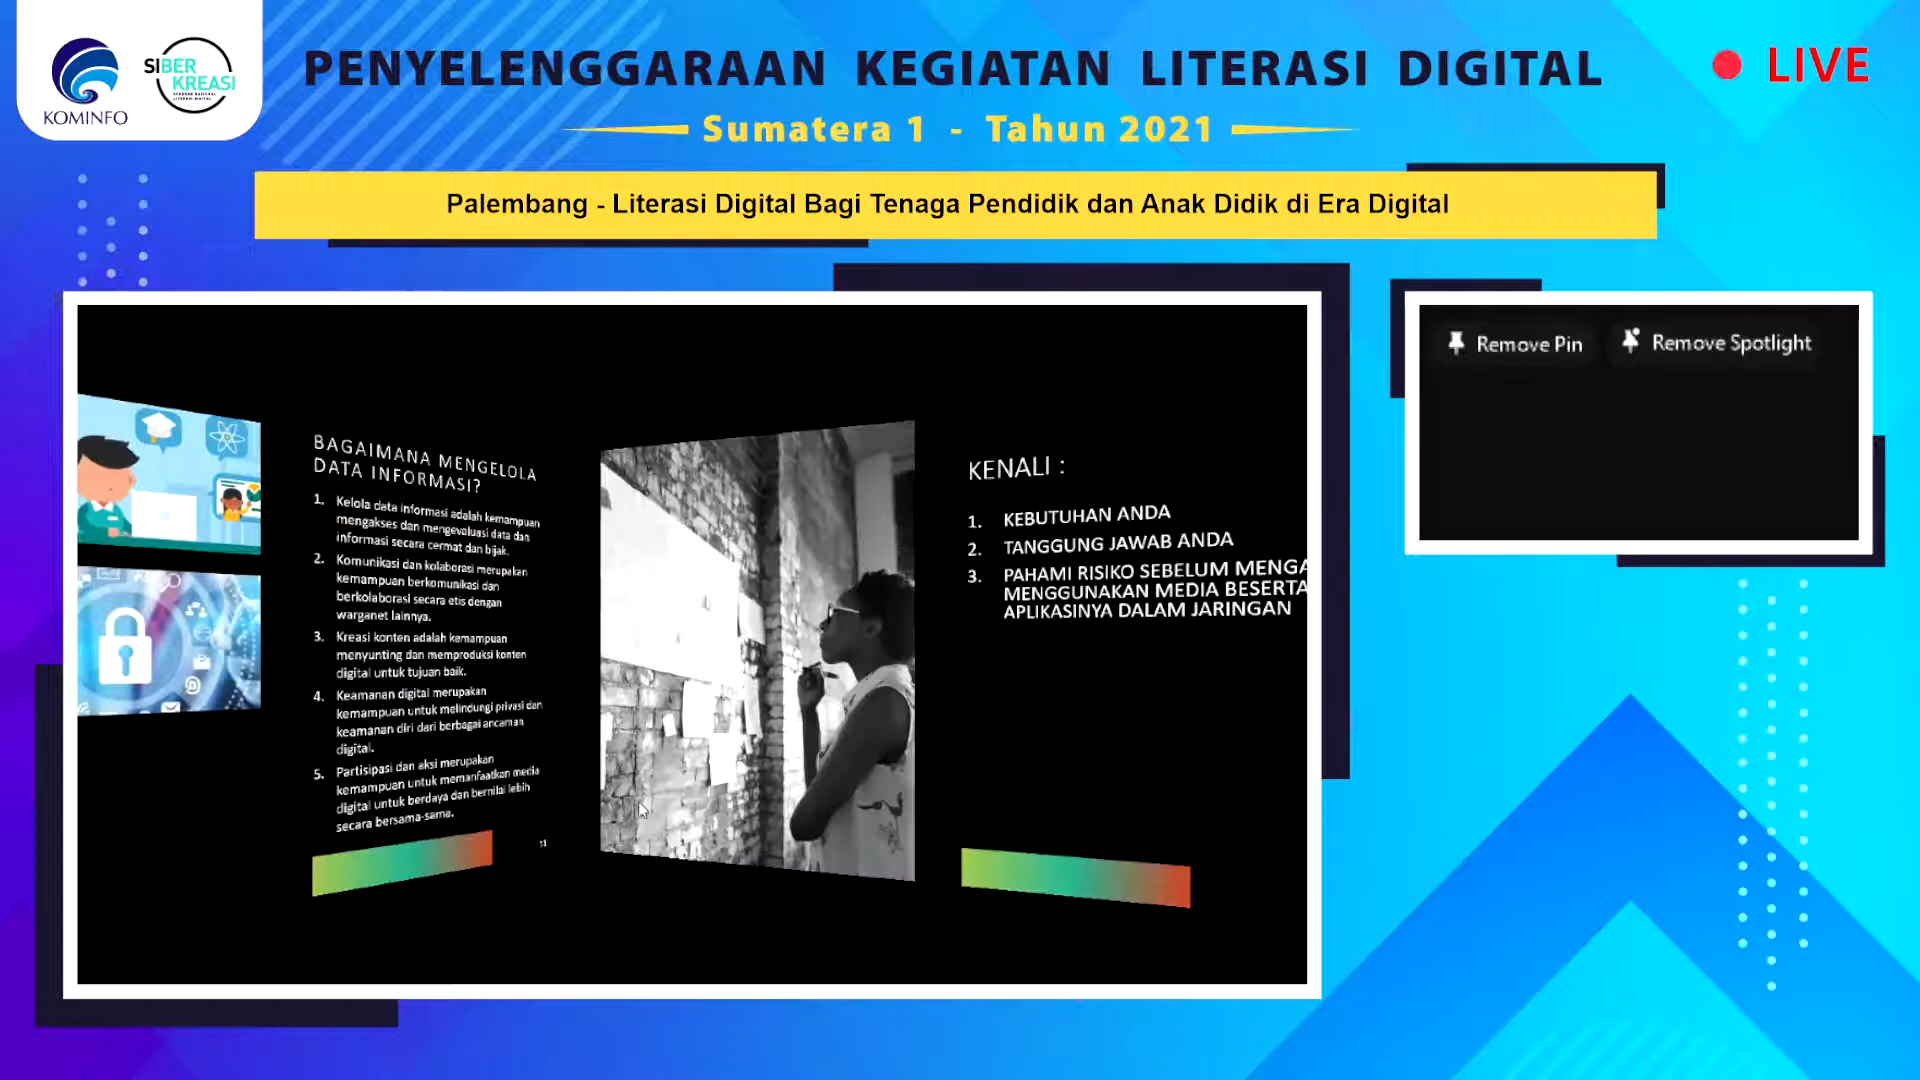 KOMINFO
SIBER
KREASI
PENYELENGGARAAN KEGIATAN LITERASI DIGITAL
LIVE
Sumatera 1 - Tahun 2021
Palembang - Literasi Digital Bagi Tenaga Pendidik dan Anak Didik di Era Digital
Remove Pin
Remove Spotlight
BAGAIMANA MENGELOLA
DATA INFORMASI?
1. Kelola data informasi adalah kemampuan
mengakses dan mengevaluasi data dan
informasi secara cermat dan bijak.
2. Komunikasi dan kolaborasi merupakan
kemampuan berkomunikasi dan
berkolaborasi secara etis dengan
warganet lainnya.
3. Kreasi konten adalah kemampuan
menyunting dan memproduksi konten
digital untuk tujuan baik.
4. Keamanan digital merupakan
kemampuan untuk melindungi privasi dan
keamanan diri dari berbagai ancaman
digital.
5. Partisipasi dan aksi merupakan
kemampuan untuk memanfaatkan media
digital untuk berdaya dan bernilai lebih
secara bersama-sama.
KENALI :
1. KEBUTUHAN ANDA
2. TANGGUNG JAWAB ANDA
3. PAHAMI RISIKO SEBELUM MENGA
MENGGUNAKAN MEDIA BESERTA
APLIKASINYA DALAM JARINGAN